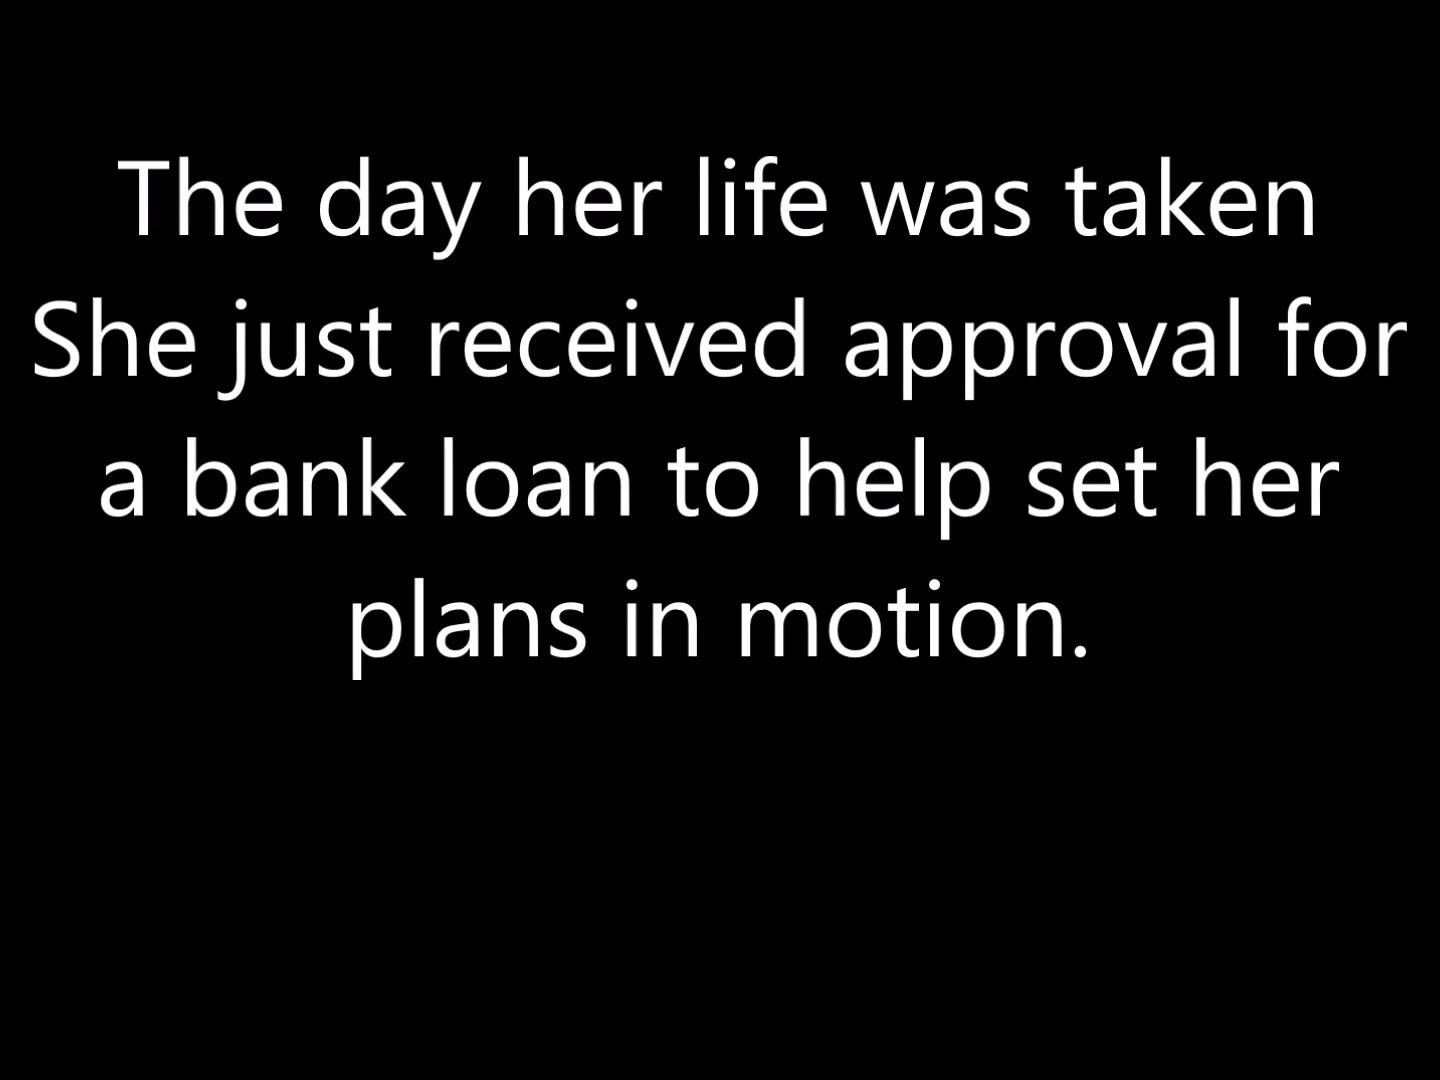 The day her life was taken
She just received approval for
a bank loan to help set her
plans in motion.